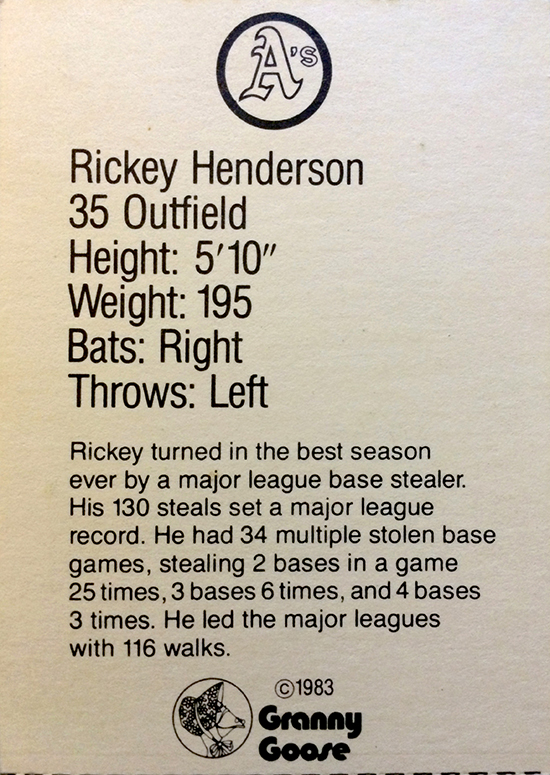 A's
Rickey Henderson
35 Outfield
Height: 5'10"
Weight: 195
Bats: Right
Throws: Left
Rickey turned in the best season
ever by a major league base stealer.
His 130 steals set a major league
record. He had 34 multiple stolen base
games, stealing 2 bases in a game
25 times, 3 bases 6 times, and 4 bases
3 times. He led the major leagues
with 116 walks.
©1983
Granny
Goose